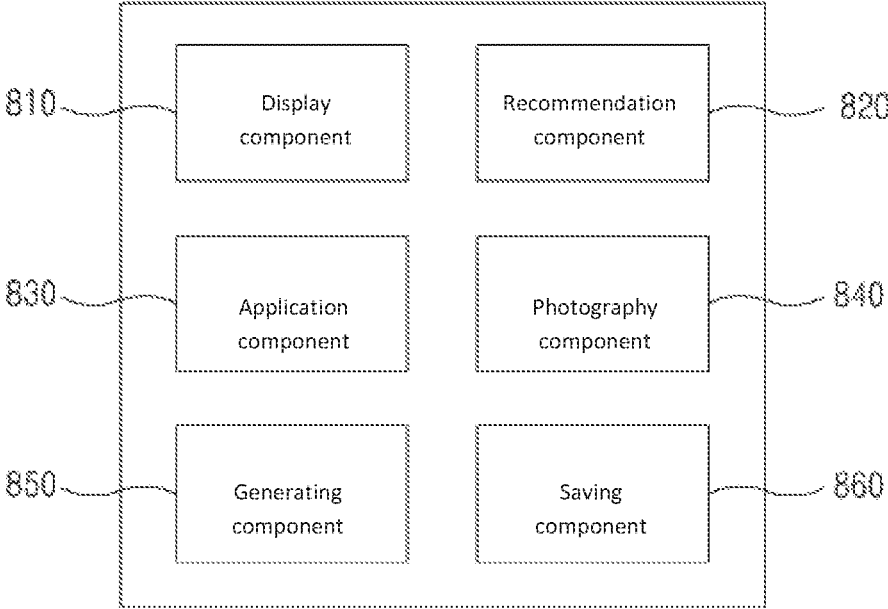 810
Display
component
Recommendation
component
820
830
Application
component
Photography
component
840
850
Generating
component
Saving
component
860